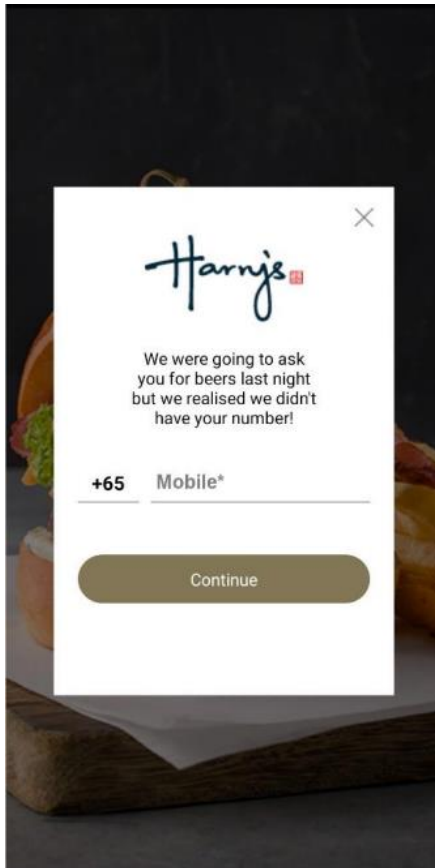 Harnjs
We were going to ask
you for beers last night
but we realised we didn't
have your number!
+65 Mobile*
Continue